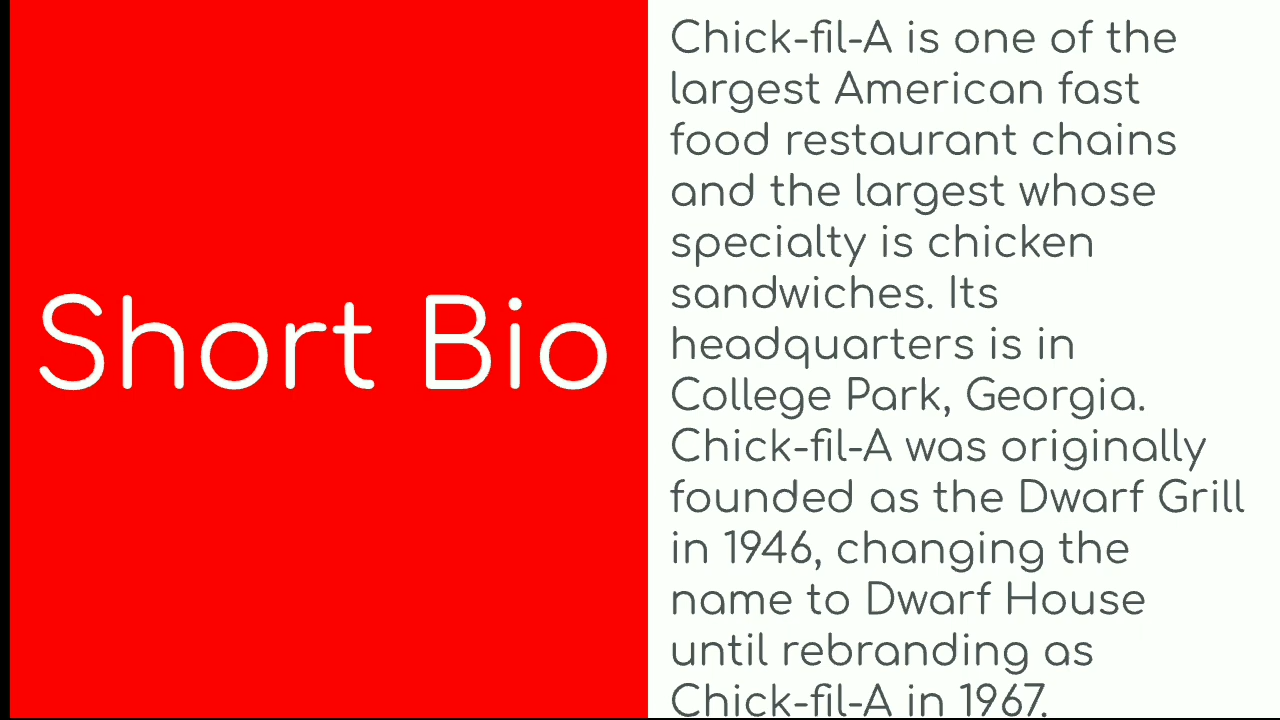 Short Bio
Chick-fil-A is one of the
largest American fast
food restaurant chains
and the largest whose
specialty is chicken
sandwiches. Its
headquarters is in
College Park, Georgia.
Chick-fil-A was originally
founded as the Dwarf Grill
in 1946, changing the
name to Dwarf House
until rebranding as
Chick-fil-A in 1967.